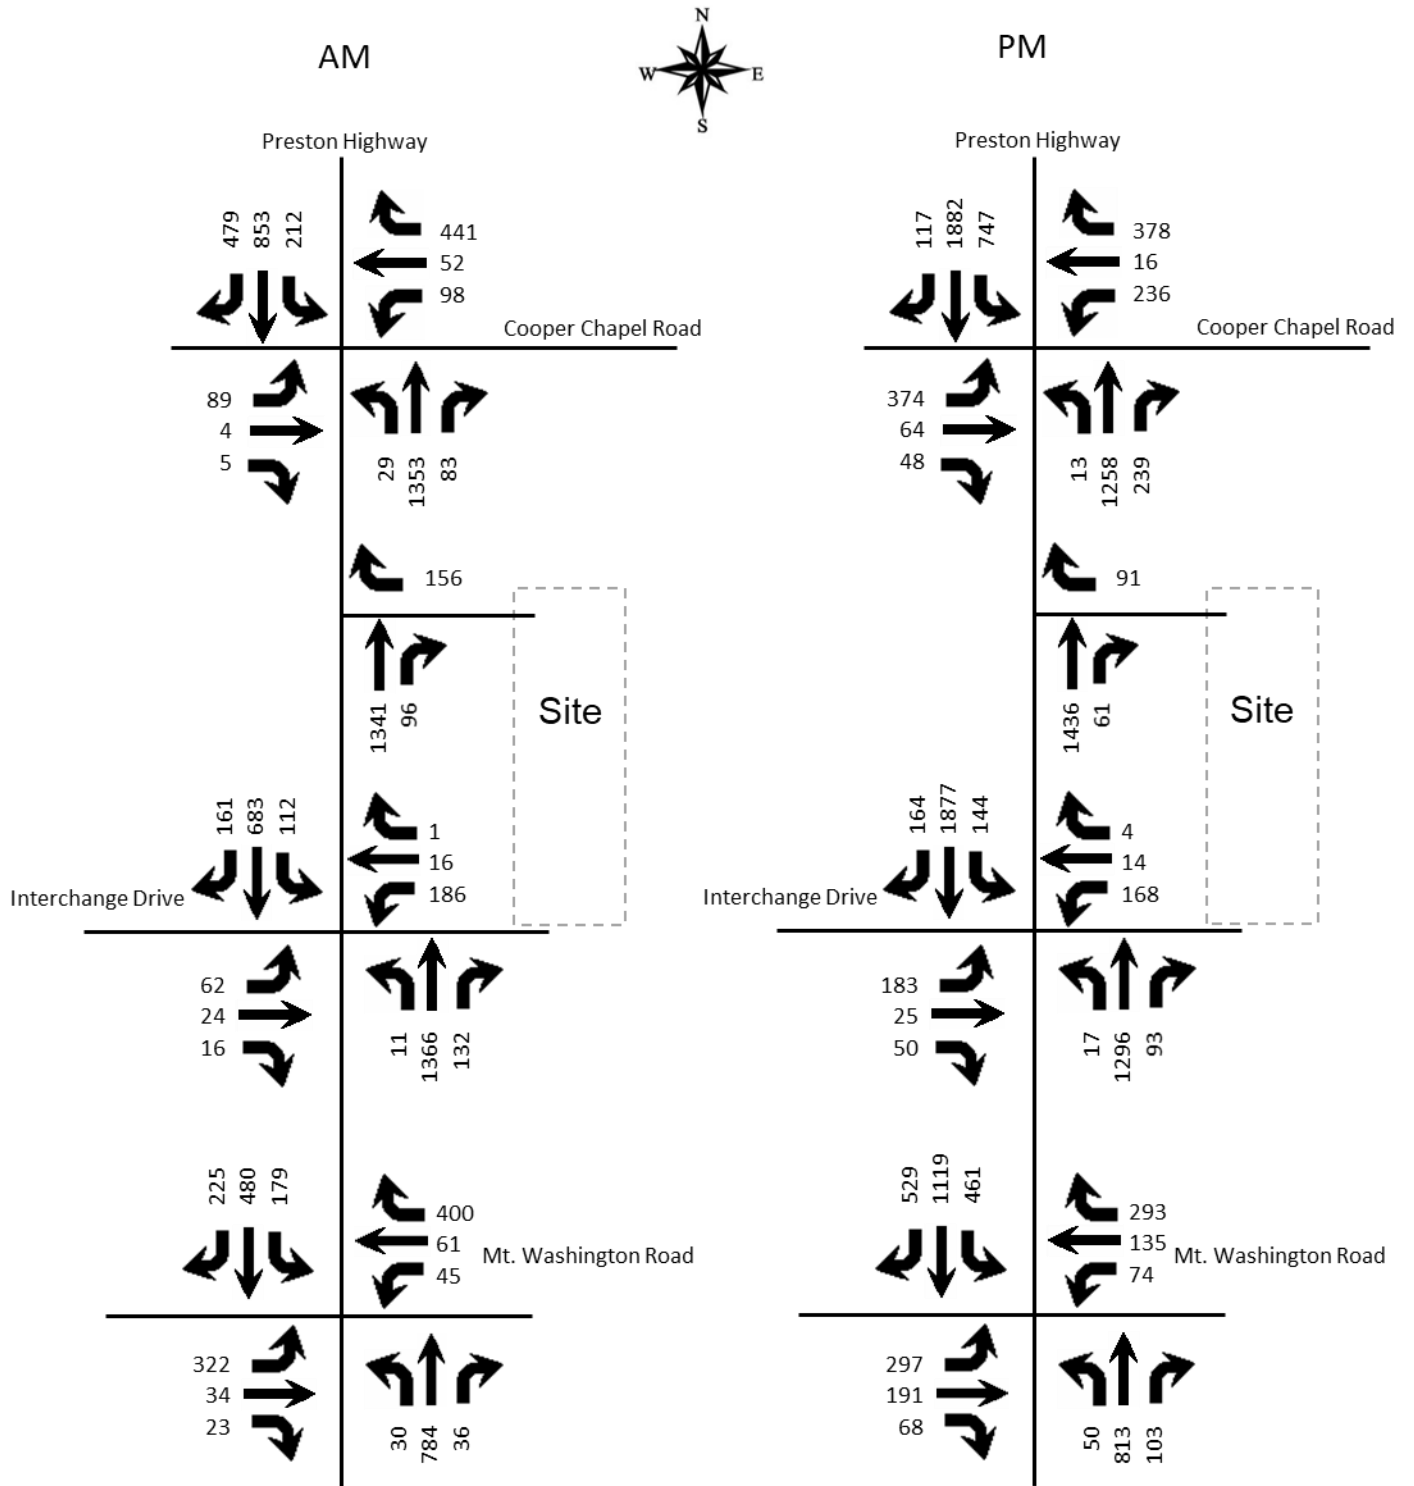 N
AM
PM
W E
S
Preston Highway
Preston Highway
479 853 212
441
52
98
Cooper Chapel Road
89
4
5
29 1353 83
156
1341 96
Site
161 683 112
1
16
186
Interchange Drive
62
24
16
11 1366 132
225 480 179
400
61
45
Mt. Washington Road
322
34
23
30 784 36
117 1882 747
378
16
236
Cooper Chapel Road
374
64
48
13 1258 239
91
1436 61
Site
164 1877 144
4
14
168
Interchange Drive
183
25
50
17 1296 93
529 1119 461
293
135
74
Mt. Washington Road
297
191
68
50 813 103